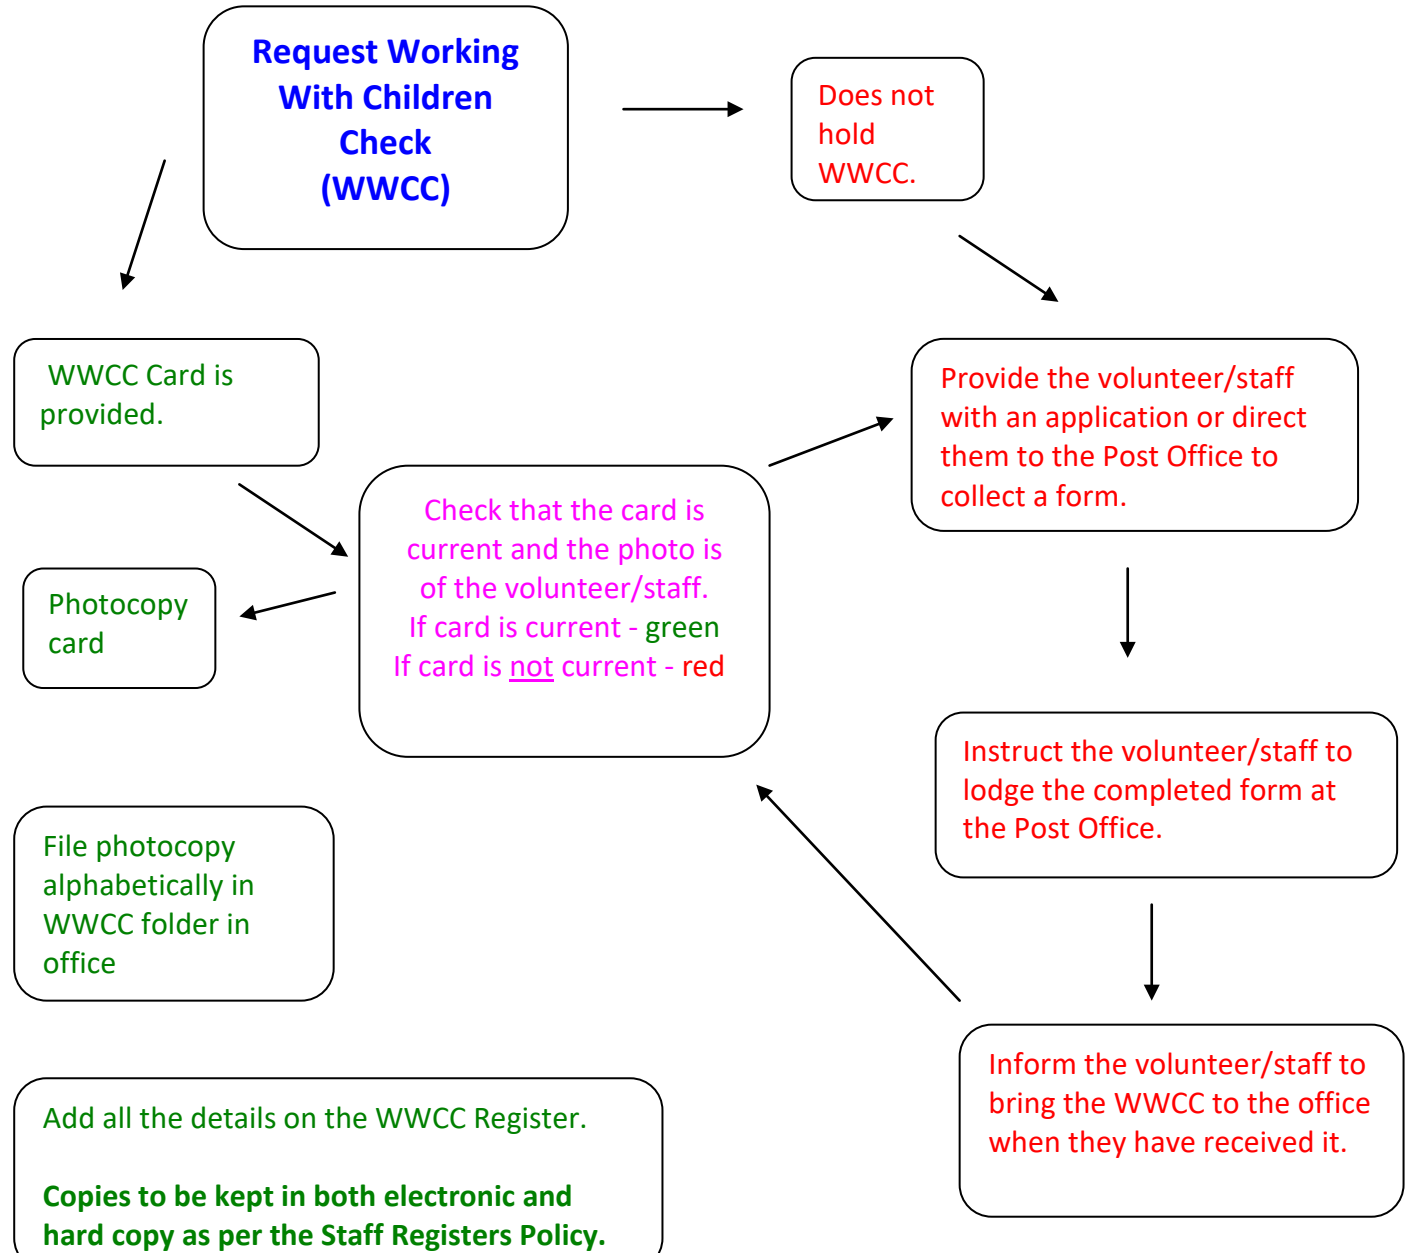 Request Working
With Children
Check
(WWCC)
Does not
hold
WWCC.
WWCC Card is
provided.
Provide the volunteer/staff
with an application or direct
them to the Post Office to
collect a form.
Check that the card is
current and the photo is
of the volunteer/staff.
If card is current - green
If card is not current - red
Photocopy
card
Instruct the volunteer/staff to
lodge the completed form at
the Post Office.
File photocopy
alphabetically in
WWCC folder in
office
Inform the volunteer/staff to
bring the WWCC to the office
when they have received it.
Add all the details on the WWCC Register.
Copies to be kept in both electronic and
hard copy as per the Staff Registers Policy.